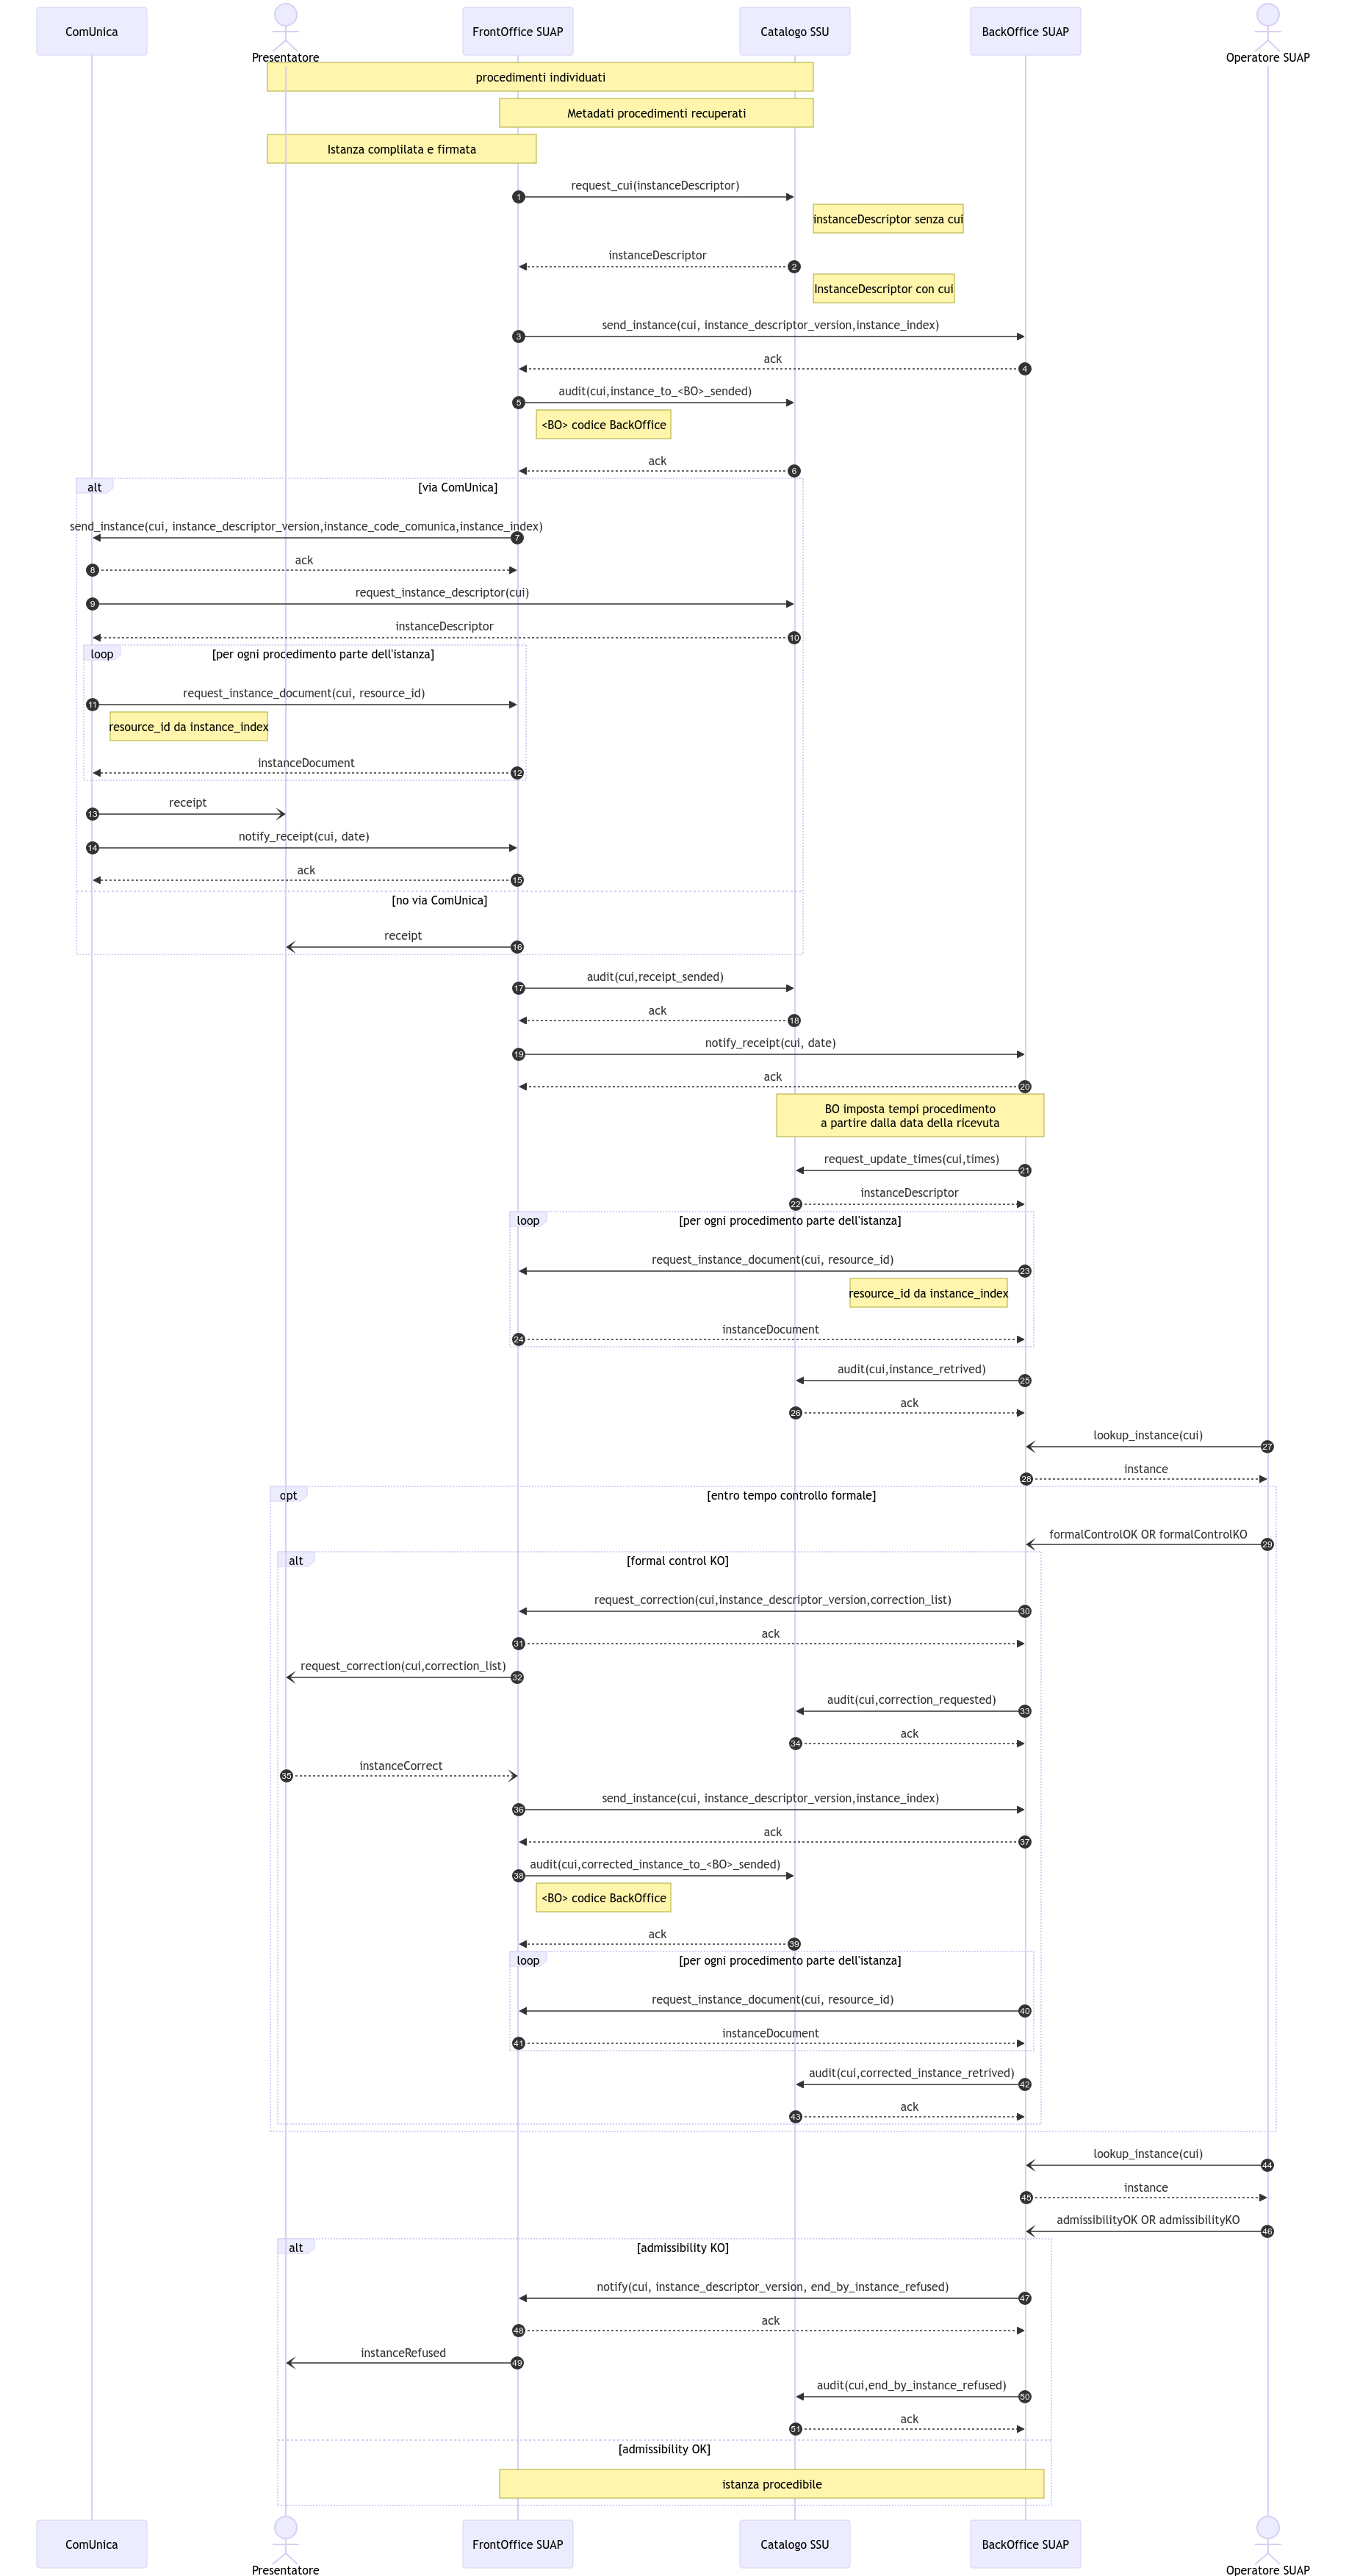 ComUnica
Presentatore
FrontOffice SUAP
Catalogo SSU
BackOffice SUAP
Operatore SUAP
procedimenti individuati
Metadati procedimenti recuperati
Istanza complilata e firmata
1 request_cui(instanceDescriptor)
instanceDescriptor senza cui
instanceDescriptor 2
InstanceDescriptor con cui
3 send_instance(cui, instance_descriptor_version,instance_index)
ack 4
5 audit(cui,instance_to_<BO>_sended)
<BO> codice BackOffice
ack 6
alt [via ComUnica]
send_instance(cui, instance_descriptor_version,instance_code_comunica,instance_index) 7
8 ack
9 request_instance_descriptor(cui)
instanceDescriptor 10
loop [per ogni procedimento parte dell'istanza]
11 request_instance_document(cui, resource_id)
resource_id da instance_index
instanceDocument 12
13 receipt
14 notify_receipt(cui, date)
ack 15
[no via ComUnica]
receipt 16
17 audit(cui,receipt_sended)
ack 18
19 notify_receipt(cui, date)
ack 20
BO imposta tempi procedimento
a partire dalla data della ricevuta
request_update_times(cui,times) 21
22 instanceDescriptor
loop [per ogni procedimento parte dell'istanza]
request_instance_document(cui, resource_id) 23
resource_id da instance_index
24 instanceDocument
audit(cui,instance_retrived) 25
26 ack
lookup_instance(cui) 27
28 instance
opt [entro tempo controllo formale]
formalControlOK OR formalControlKO 29
alt [formal control KO]
request_correction(cui,instance_descriptor_version,correction_list) 30
31 ack
request_correction(cui,correction_list) 32
audit(cui,correction_requested) 33
34 ack
35 instanceCorrect
36 send_instance(cui, instance_descriptor_version,instance_index)
ack 37
38 audit(cui,corrected_instance_to_<BO>_sended)
<BO> codice BackOffice
ack 39
loop [per ogni procedimento parte dell'istanza]
request_instance_document(cui, resource_id) 40
41 instanceDocument
audit(cui,corrected_instance_retrived) 42
43 ack
lookup_instance(cui) 44
45 instance
admissibilityOK OR admissibilityKO 46
alt [admissibility KO]
notify(cui, instance_descriptor_version, end_by_instance_refused) 47
48 ack
instanceRefused 49
audit(cui,end_by_instance_refused) 50
51 ack
[admissibility OK]
istanza procedibile
ComUnica
Presentatore
FrontOffice SUAP
Catalogo SSU
BackOffice SUAP
Operatore SUAP